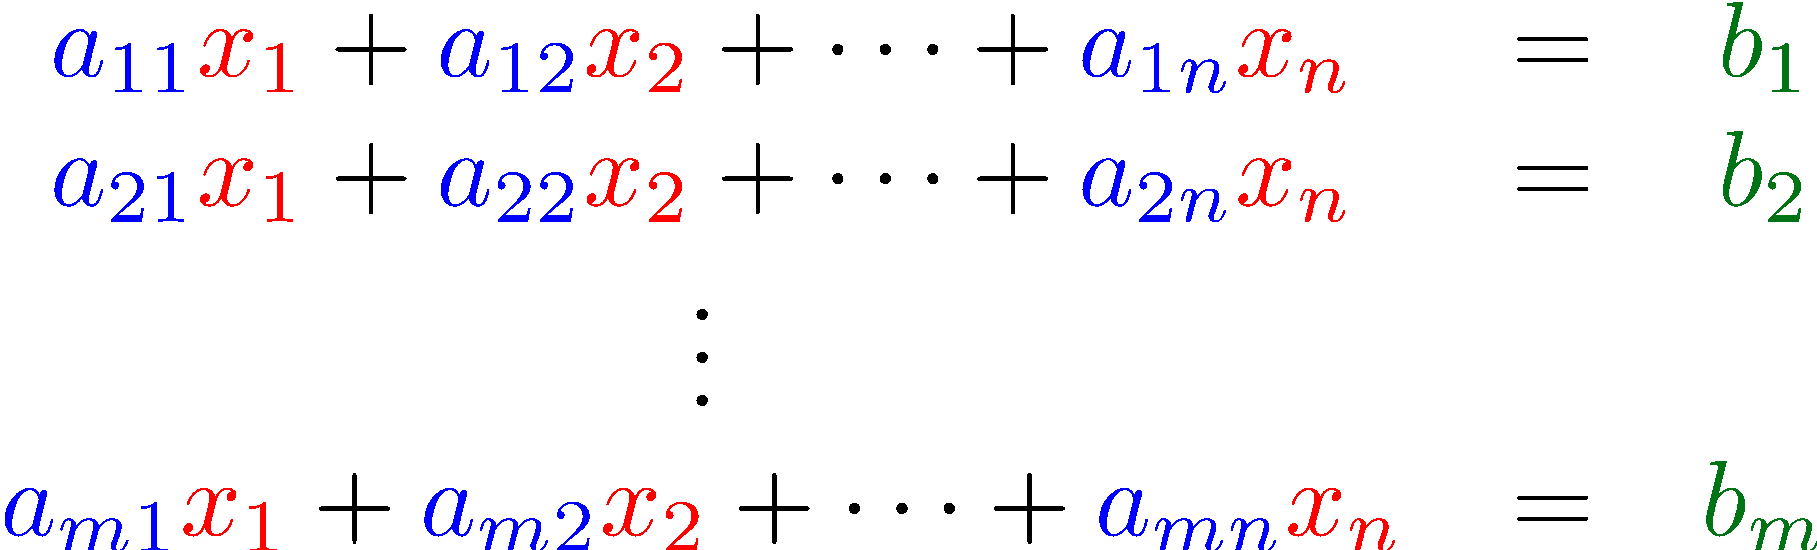 a₁₁x₁ + a₁₂x₂ + ⋯ + a₁ₙxₙ = b₁
a₂₁x₁ + a₂₂x₂ + ⋯ + a₂ₙxₙ = b₂
⋮
aₘ₁x₁ + aₘ₂x₂ + ⋯ + aₘₙxₙ = bₘ